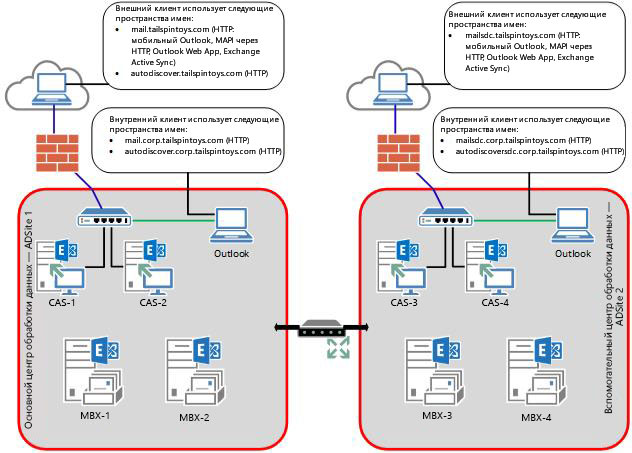 Внешний клиент использует следующие
пространства имен:
• mail.tailspintoys.com (HTTP:
мобильный Outlook, MAPI через
HTTP, Outlook Web App, Exchange
Active Sync)
• autodiscover.tailspintoys.com (HTTP)
Внутренний клиент использует следующие
пространства имен:
• mail.corp.tailspintoys.com (HTTP)
• autodiscover.corp.tailspintoys.com (HTTP)
Основной центр обработки данных — ADSite 1
Outlook
CAS-1
CAS-2
MBX-1
MBX-2
Внешний клиент использует следующие
пространства имен:
• mailsdc.tailspintoys.com (HTTP:
мобильный Outlook, MAPI через
HTTP, Outlook Web App, Exchange
Active Sync)
Внутренний клиент использует следующие
пространства имен:
• mailsdc.corp.tailspintoys.com (HTTP)
• autodiscoversdc.corp.tailspintoys.com (HTTP)
Outlook
CAS-3
CAS-4
MBX-3
MBX-4
Вспомогательный центр обработки данных —
ADSite 2